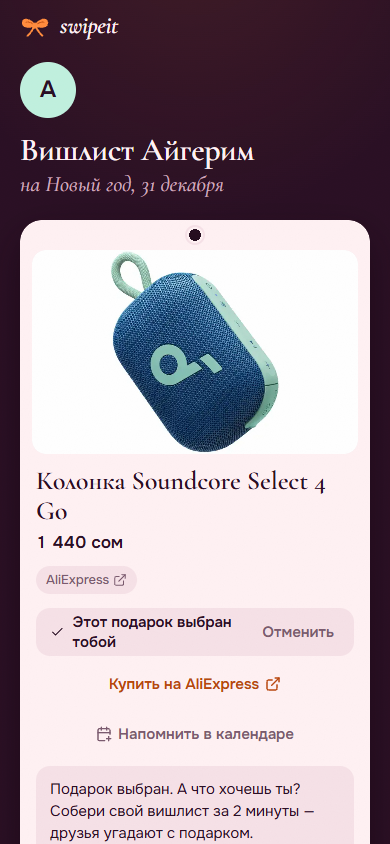 swipeit
А
Вишлист Айгерим
на Новый год, 31 декабря
Колонка Soundcore Select 4
Go
1 440 сом
AliExpress
Этот подарок выбран
тобой
Отменить
Купить на AliExpress
Напомнить в календаре
Подарок выбран. А что хочешь ты?
Собери свой вишлист за 2 минуты —
друзья угадают с подарком.